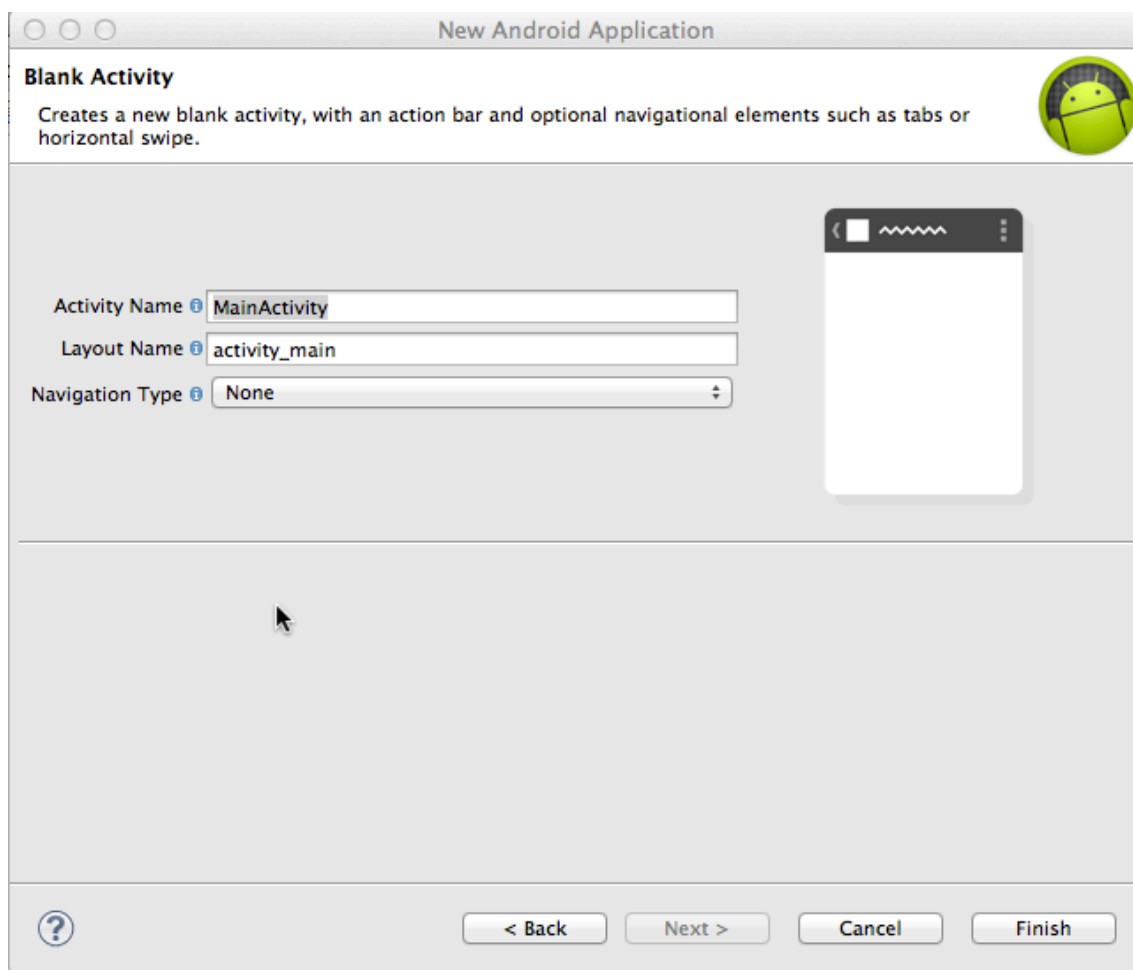 New Android Application
Blank Activity
Creates a new blank activity, with an action bar and optional navigational elements such as tabs or
horizontal swipe.
Activity Name MainActivity
Layout Name activity_main
Navigation Type None
? < Back Next > Cancel Finish